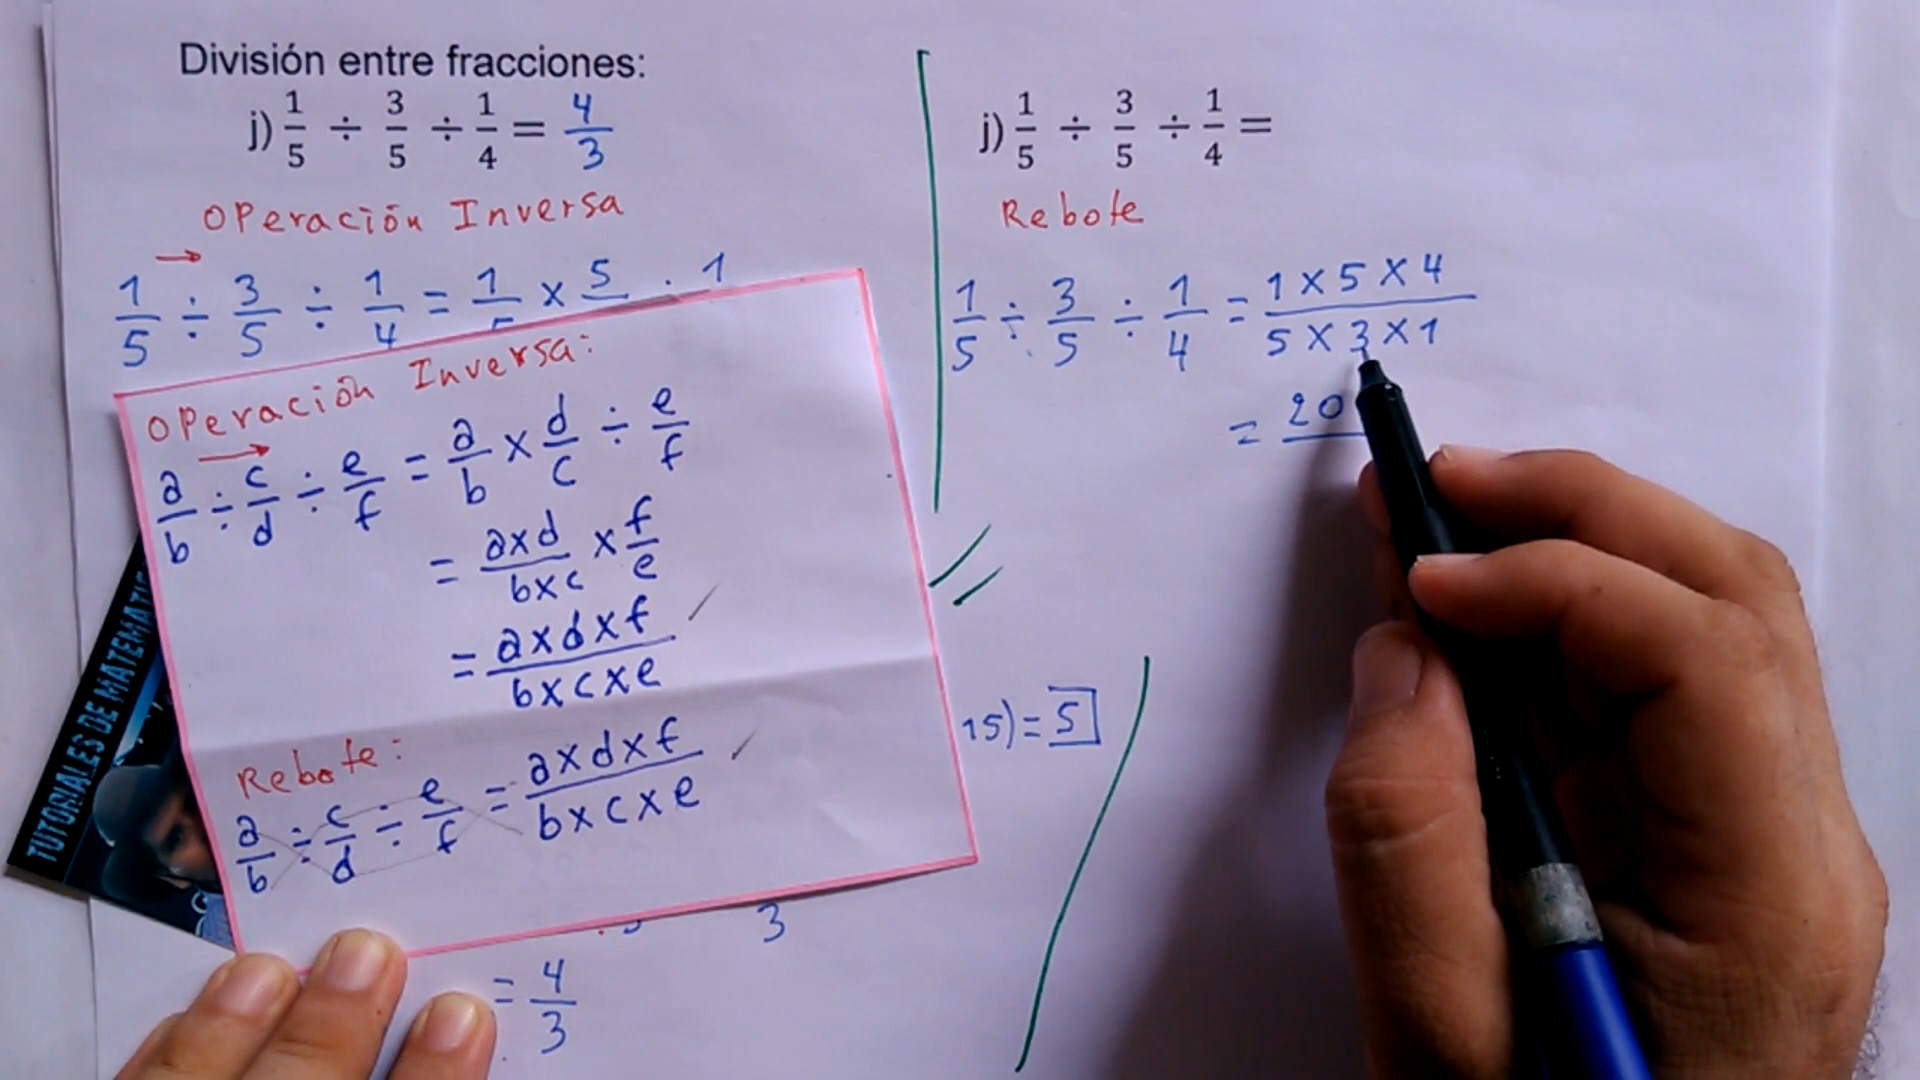 División entre fracciones:
j) 1/5 ÷ 3/5 ÷ 1/4 = 4/3
OPeración Inversa
→
1/5 ÷ 3/5 ÷ 1/4 = 1/5 × 5 · 1
OPeración Inversa:
→
a/b ÷ c/d ÷ e/f = a/b × d/c ÷ e/f
= axd/bxc × f/e
= axdxf/bxcxe
Rebote:
a/b ÷ c/d ÷ e/f = axdxf/bxcxe
TUTORIALES DE MATEMATI
15) = 5
3
= 4/3
j) 1/5 ÷ 3/5 ÷ 1/4 =
Rebote
1/5 ÷ 3/5 ÷ 1/4 = 1 × 5 × 4/5 × 3 × 1
= 20